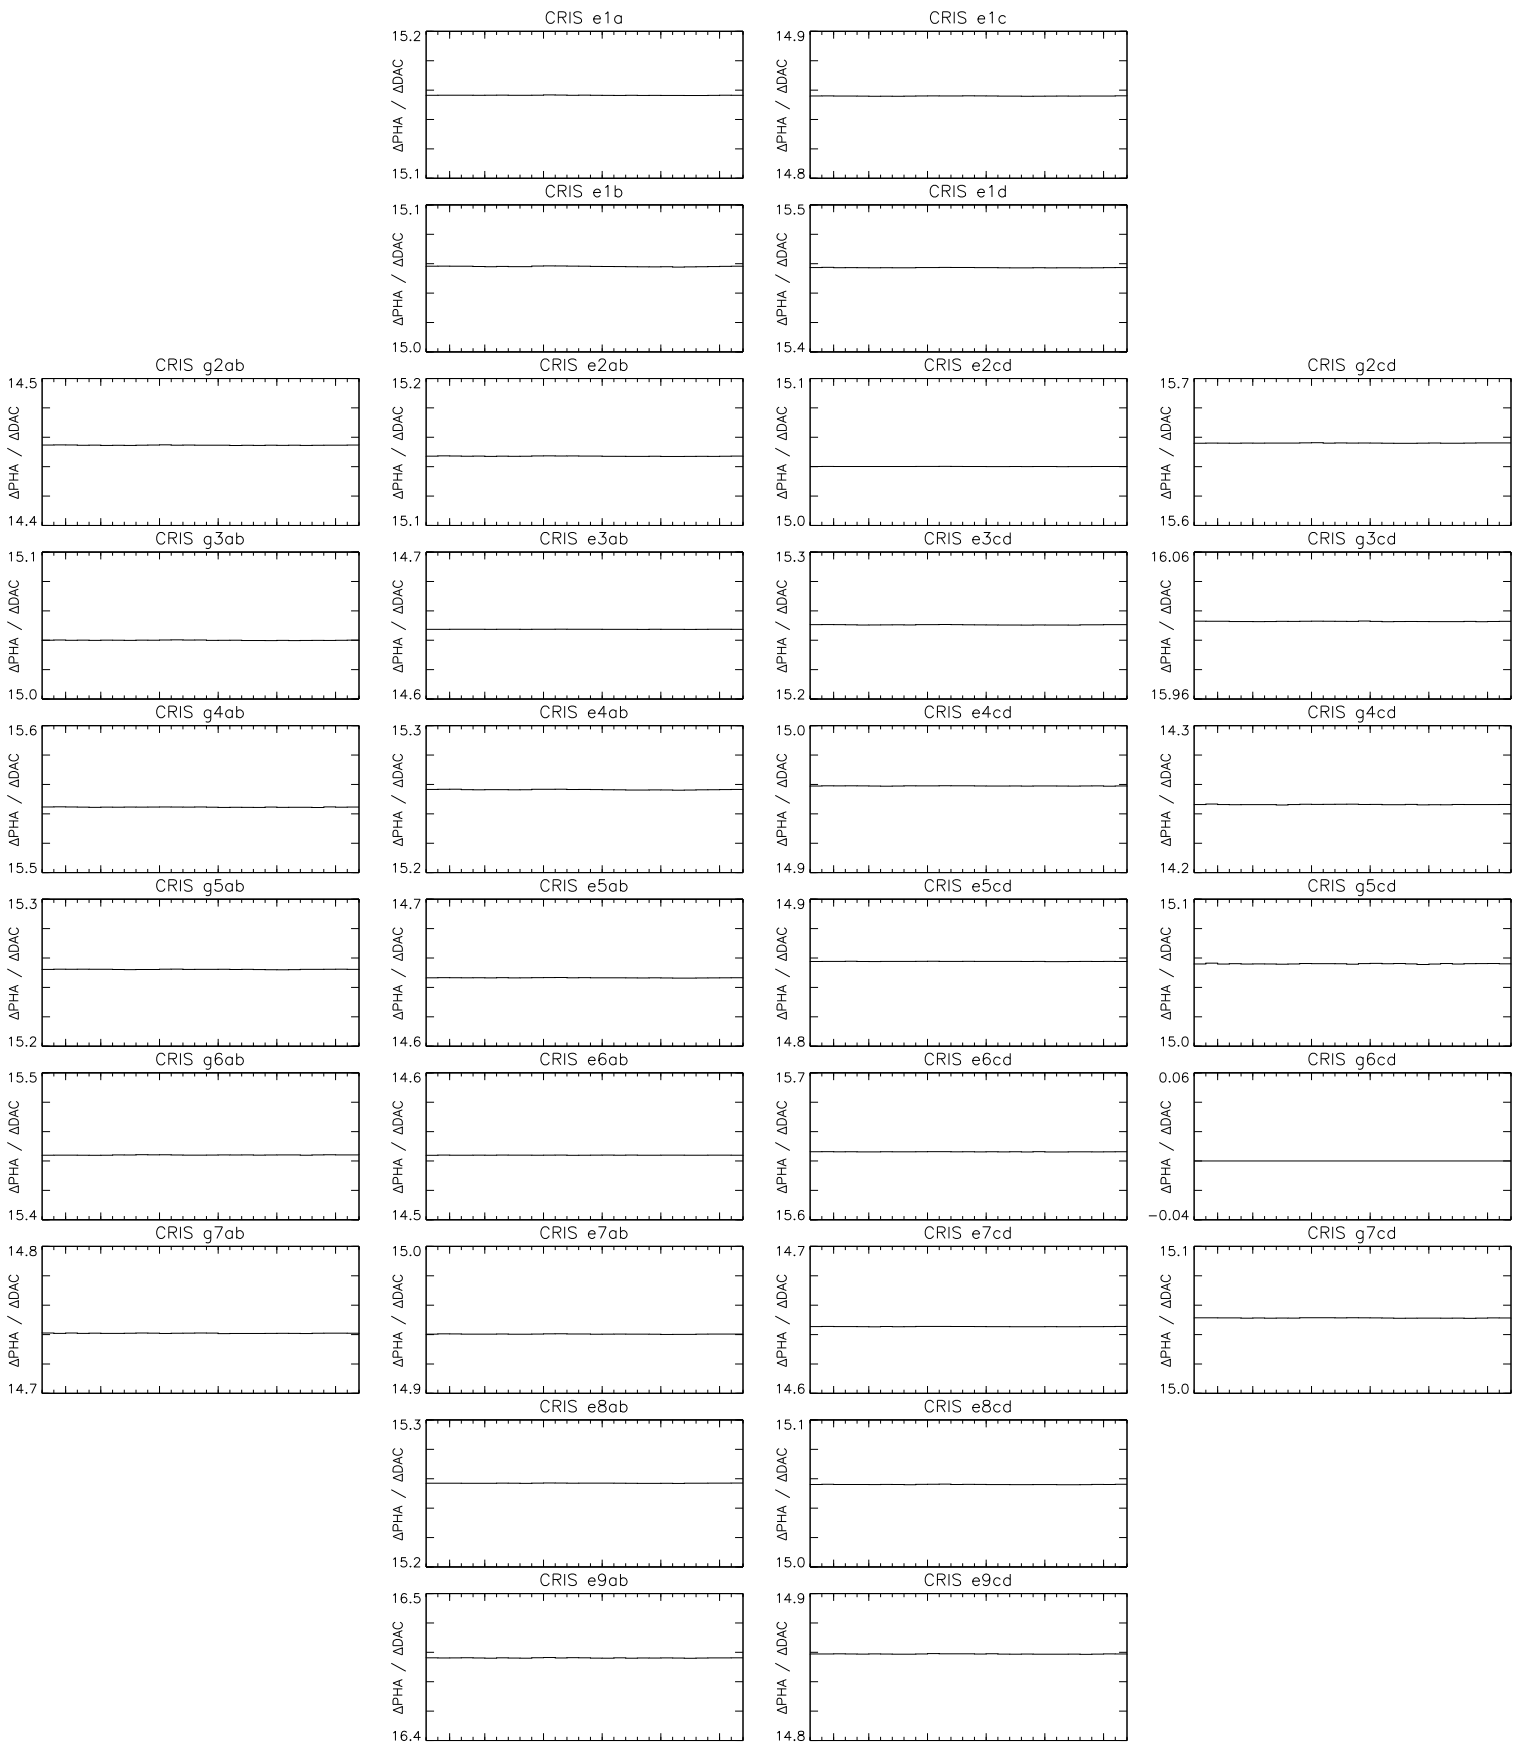 CRIS e1a
15.2
ΔPHA / ΔDAC
15.1
CRIS e1c
14.9
ΔPHA / ΔDAC
14.8
CRIS e1b
15.1
ΔPHA / ΔDAC
15.0
CRIS e1d
15.5
ΔPHA / ΔDAC
15.4
CRIS g2ab
14.5
ΔPHA / ΔDAC
14.4
CRIS e2ab
15.2
ΔPHA / ΔDAC
15.1
CRIS e2cd
15.1
ΔPHA / ΔDAC
15.0
CRIS g2cd
15.7
ΔPHA / ΔDAC
15.6
CRIS g3ab
15.1
ΔPHA / ΔDAC
15.0
CRIS e3ab
14.7
ΔPHA / ΔDAC
14.6
CRIS e3cd
15.3
ΔPHA / ΔDAC
15.2
CRIS g3cd
16.06
ΔPHA / ΔDAC
15.96
CRIS g4ab
15.6
ΔPHA / ΔDAC
15.5
CRIS e4ab
15.3
ΔPHA / ΔDAC
15.2
CRIS e4cd
15.0
ΔPHA / ΔDAC
14.9
CRIS g4cd
14.3
ΔPHA / ΔDAC
14.2
CRIS g5ab
15.3
ΔPHA / ΔDAC
15.2
CRIS e5ab
14.7
ΔPHA / ΔDAC
14.6
CRIS e5cd
14.9
ΔPHA / ΔDAC
14.8
CRIS g5cd
15.1
ΔPHA / ΔDAC
15.0
CRIS g6ab
15.5
ΔPHA / ΔDAC
15.4
CRIS e6ab
14.6
ΔPHA / ΔDAC
14.5
CRIS e6cd
15.7
ΔPHA / ΔDAC
15.6
CRIS g6cd
0.06
ΔPHA / ΔDAC
−0.04
CRIS g7ab
14.8
ΔPHA / ΔDAC
14.7
CRIS e7ab
15.0
ΔPHA / ΔDAC
14.9
CRIS e7cd
14.7
ΔPHA / ΔDAC
14.6
CRIS g7cd
15.1
ΔPHA / ΔDAC
15.0
CRIS e8ab
15.3
ΔPHA / ΔDAC
15.2
CRIS e8cd
15.1
ΔPHA / ΔDAC
15.0
CRIS e9ab
16.5
ΔPHA / ΔDAC
16.4
CRIS e9cd
14.9
ΔPHA / ΔDAC
14.8